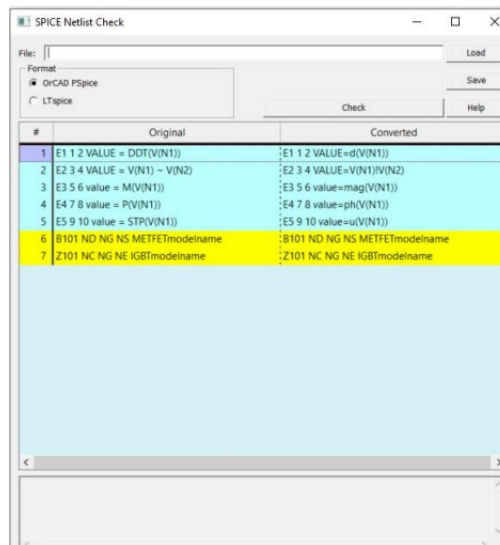 SPICE Netlist Check
File:
Load
Format
OrCAD PSpice
Save
LTspice
Check
Help
# Original Converted
1 E1 1 2 VALUE = DDT(V(N1)) E1 1 2 VALUE=d(V(N1))
2 E2 3 4 VALUE = V(N1) ~ V(N2) E2 3 4 VALUE=V(N1)!V(N2)
3 E3 5 6 value = M(V(N1)) E3 5 6 value=mag(V(N1))
4 E4 7 8 value = P(V(N1)) E4 7 8 value=ph(V(N1))
5 E5 9 10 value = STP(V(N1)) E5 9 10 value=u(V(N1))
6 B101 ND NG NS METFETmodelname B101 ND NG NS METFETmodelname
7 Z101 NC NG NE IGBTmodelname Z101 NC NG NE IGBTmodelname